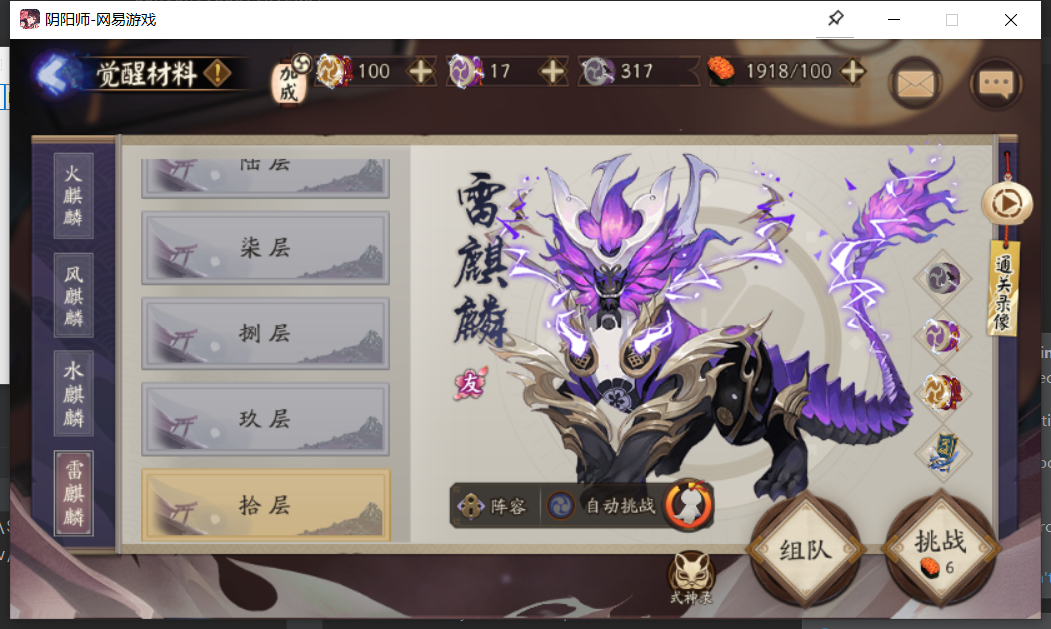 阴阳师-网易游戏
觉醒材料
加成
100
17
317
1918/100
火麒麟
风麒麟
水麒麟
雷麒麟
陆层
柒层
捌层
玖层
拾层
雷麒麟
友
通关录像
阵容
自动挑战
式神录
组队
挑战
6